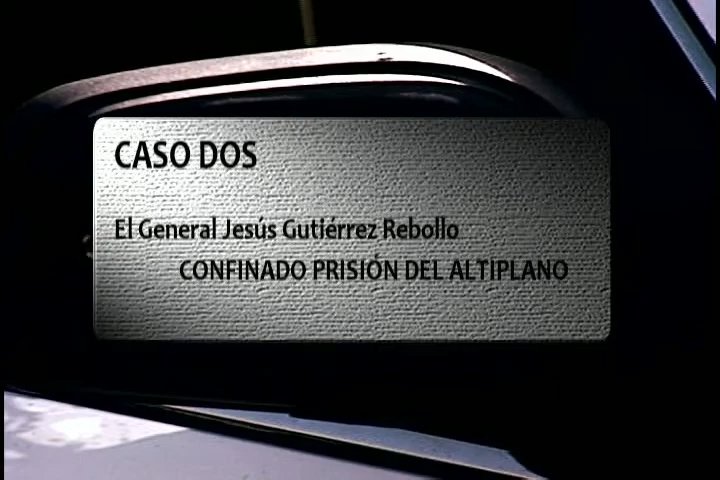 CASO DOS
El General Jesús Gutiérrez Rebollo
CONFINADO PRISIÓN DEL ALTIPLANO